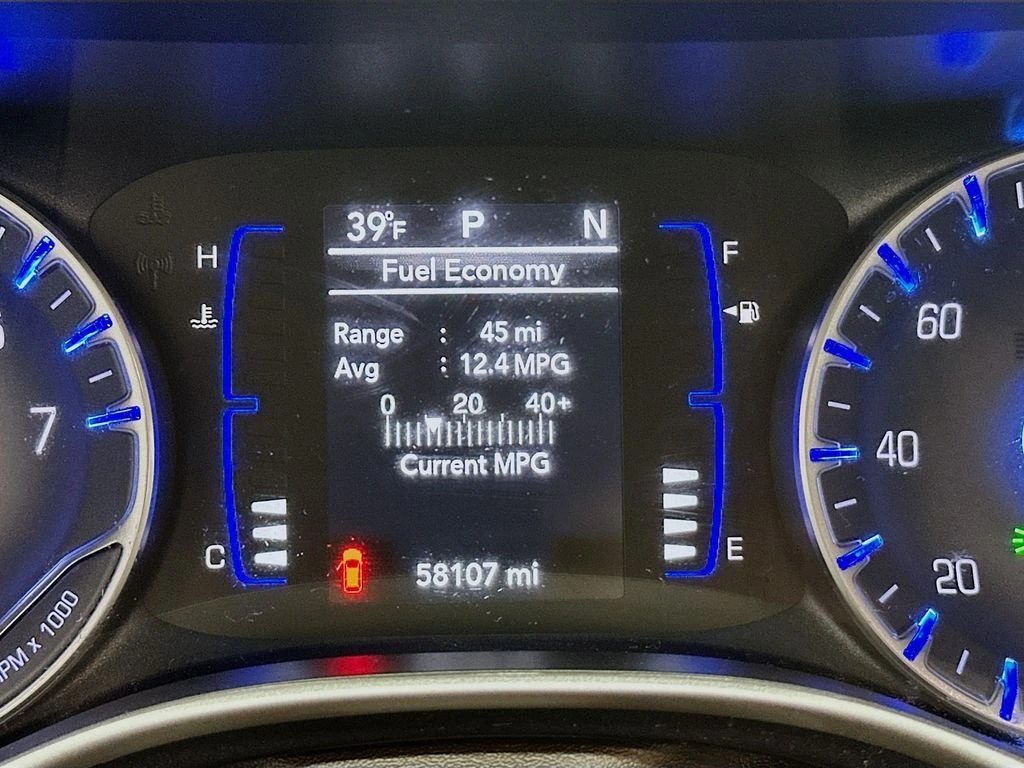 39°F P N
Fuel Economy
Range : 45 mi
Avg : 12.4 MPG
0 20 40+
Current MPG
58107 mi
H
C
F
E
7
RPM x 1000
60
40
20